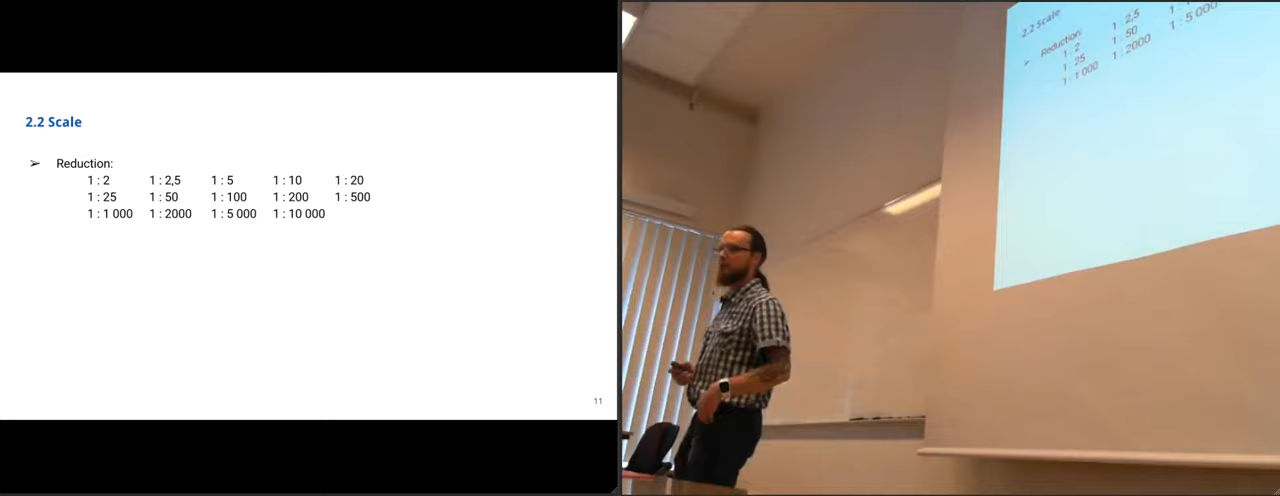 2.2 Scale
➢ Reduction:
1 : 2 1 : 2,5 1 : 5 1 : 10 1 : 20
1 : 25 1 : 50 1 : 100 1 : 200 1 : 500
1 : 1 000 1 : 2000 1 : 5 000 1 : 10 000
11
2.2 Scale
➢ Reduction:
1 : 2 1 : 2,5
1 : 25 1 : 50
1 : 1 000 1 : 2000 1 : 5 000